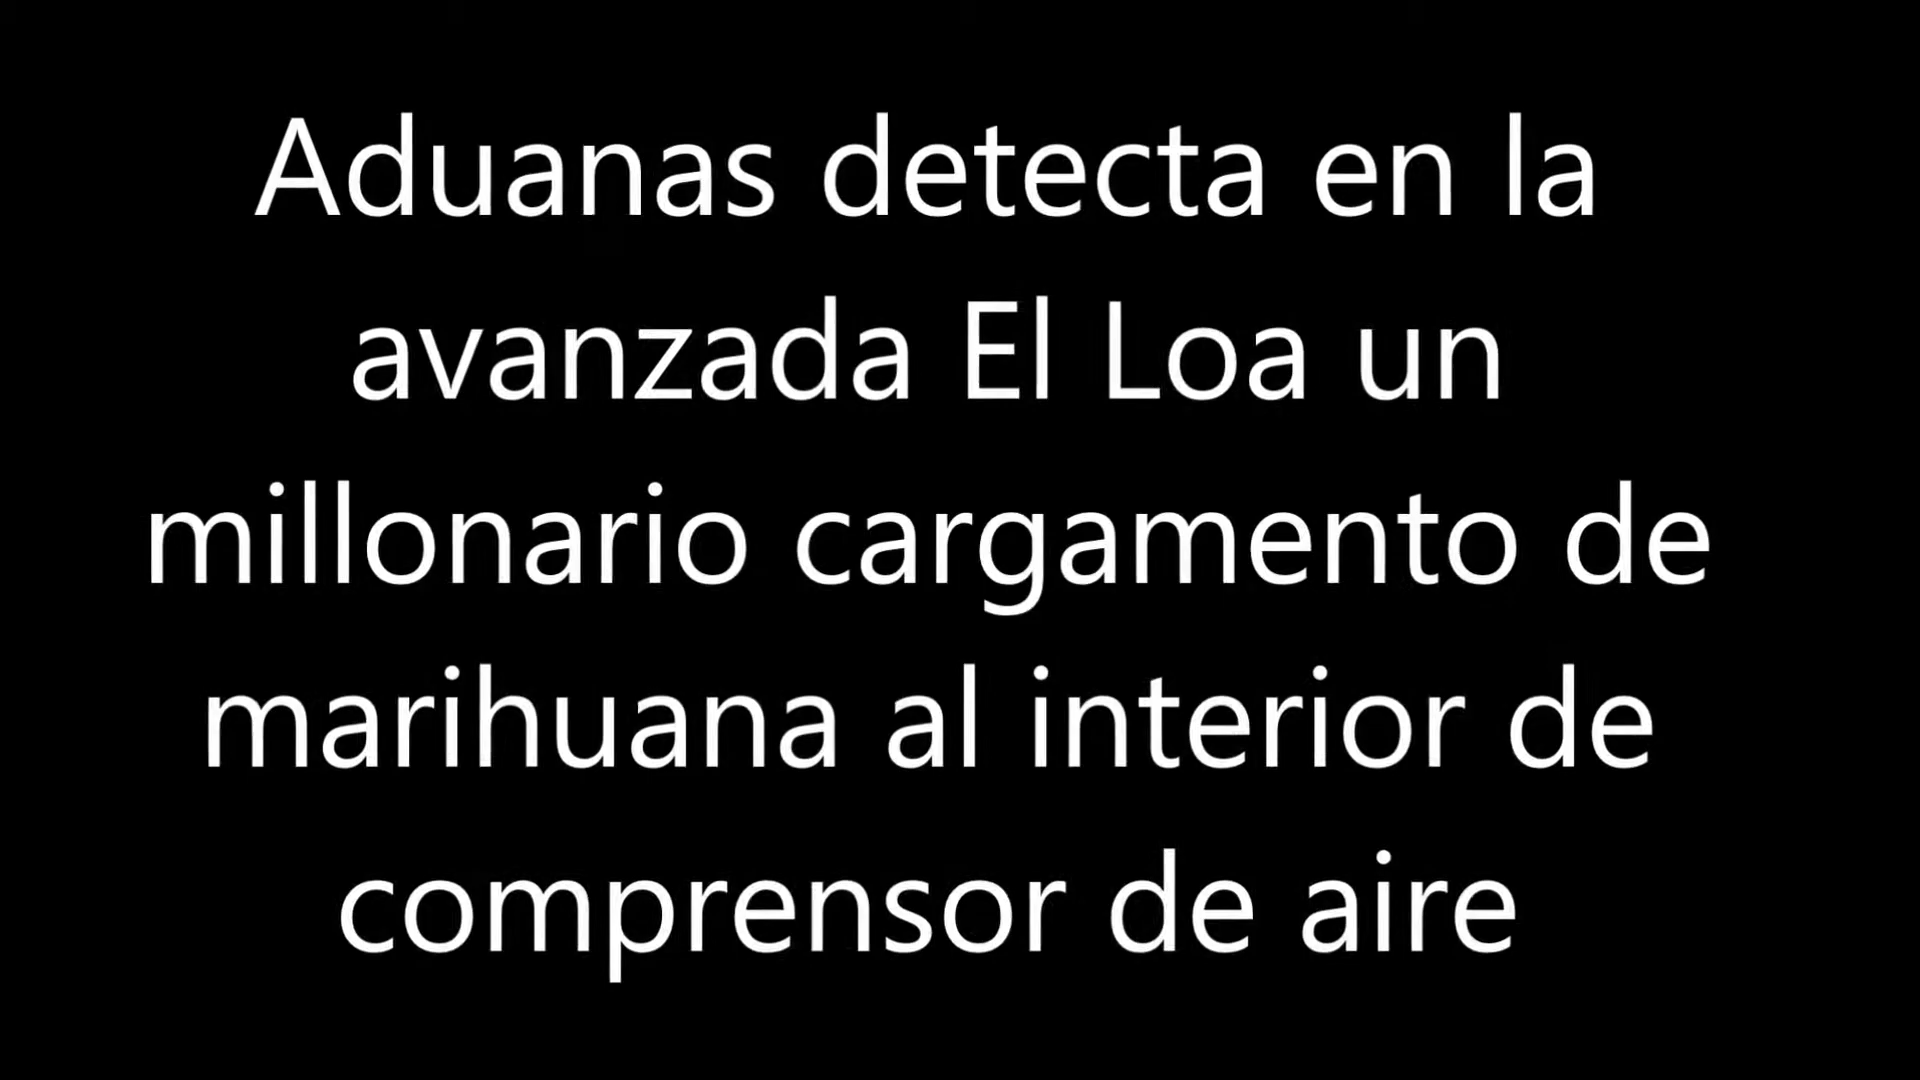 Aduanas detecta en la
avanzada El Loa un
millonario cargamento de
marihuana al interior de
comprensor de aire